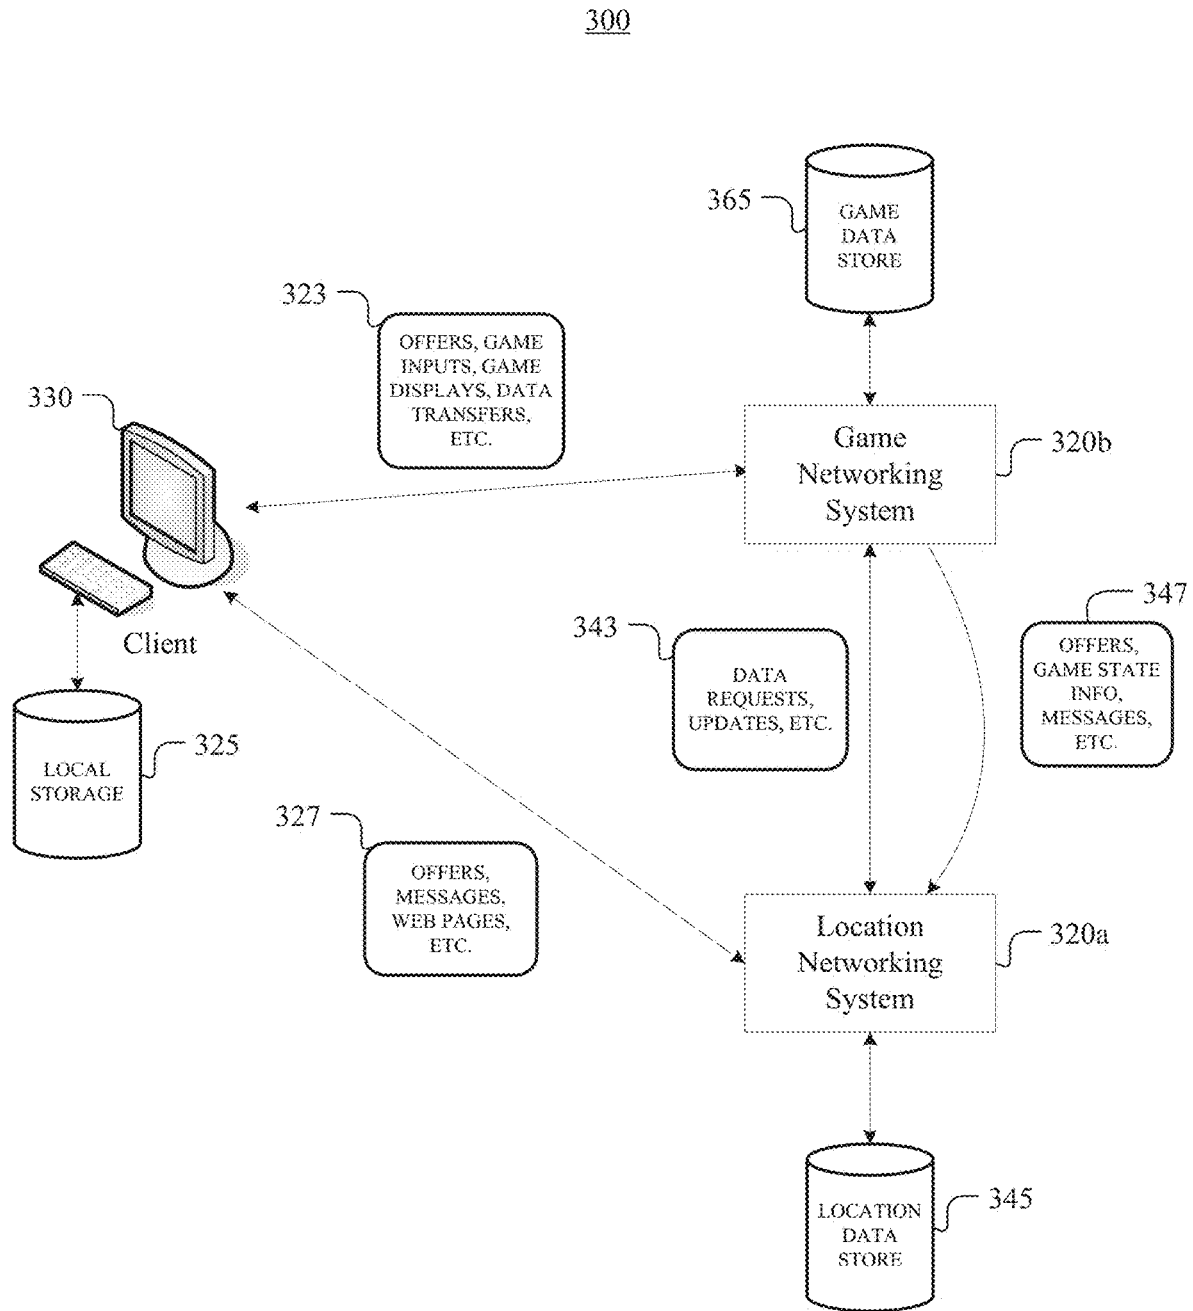 300
365
GAME
DATA
STORE
323
OFFERS, GAME
INPUTS, GAME
DISPLAYS, DATA
TRANSFERS,
ETC.
330
Game
Networking
System
320b
Client
343
DATA
REQUESTS,
UPDATES, ETC.
347
OFFERS,
GAME STATE
INFO,
MESSAGES,
ETC.
LOCAL
STORAGE
325
327
OFFERS,
MESSAGES,
WEB PAGES,
ETC.
Location
Networking
System
320a
LOCATION
DATA
STORE
345